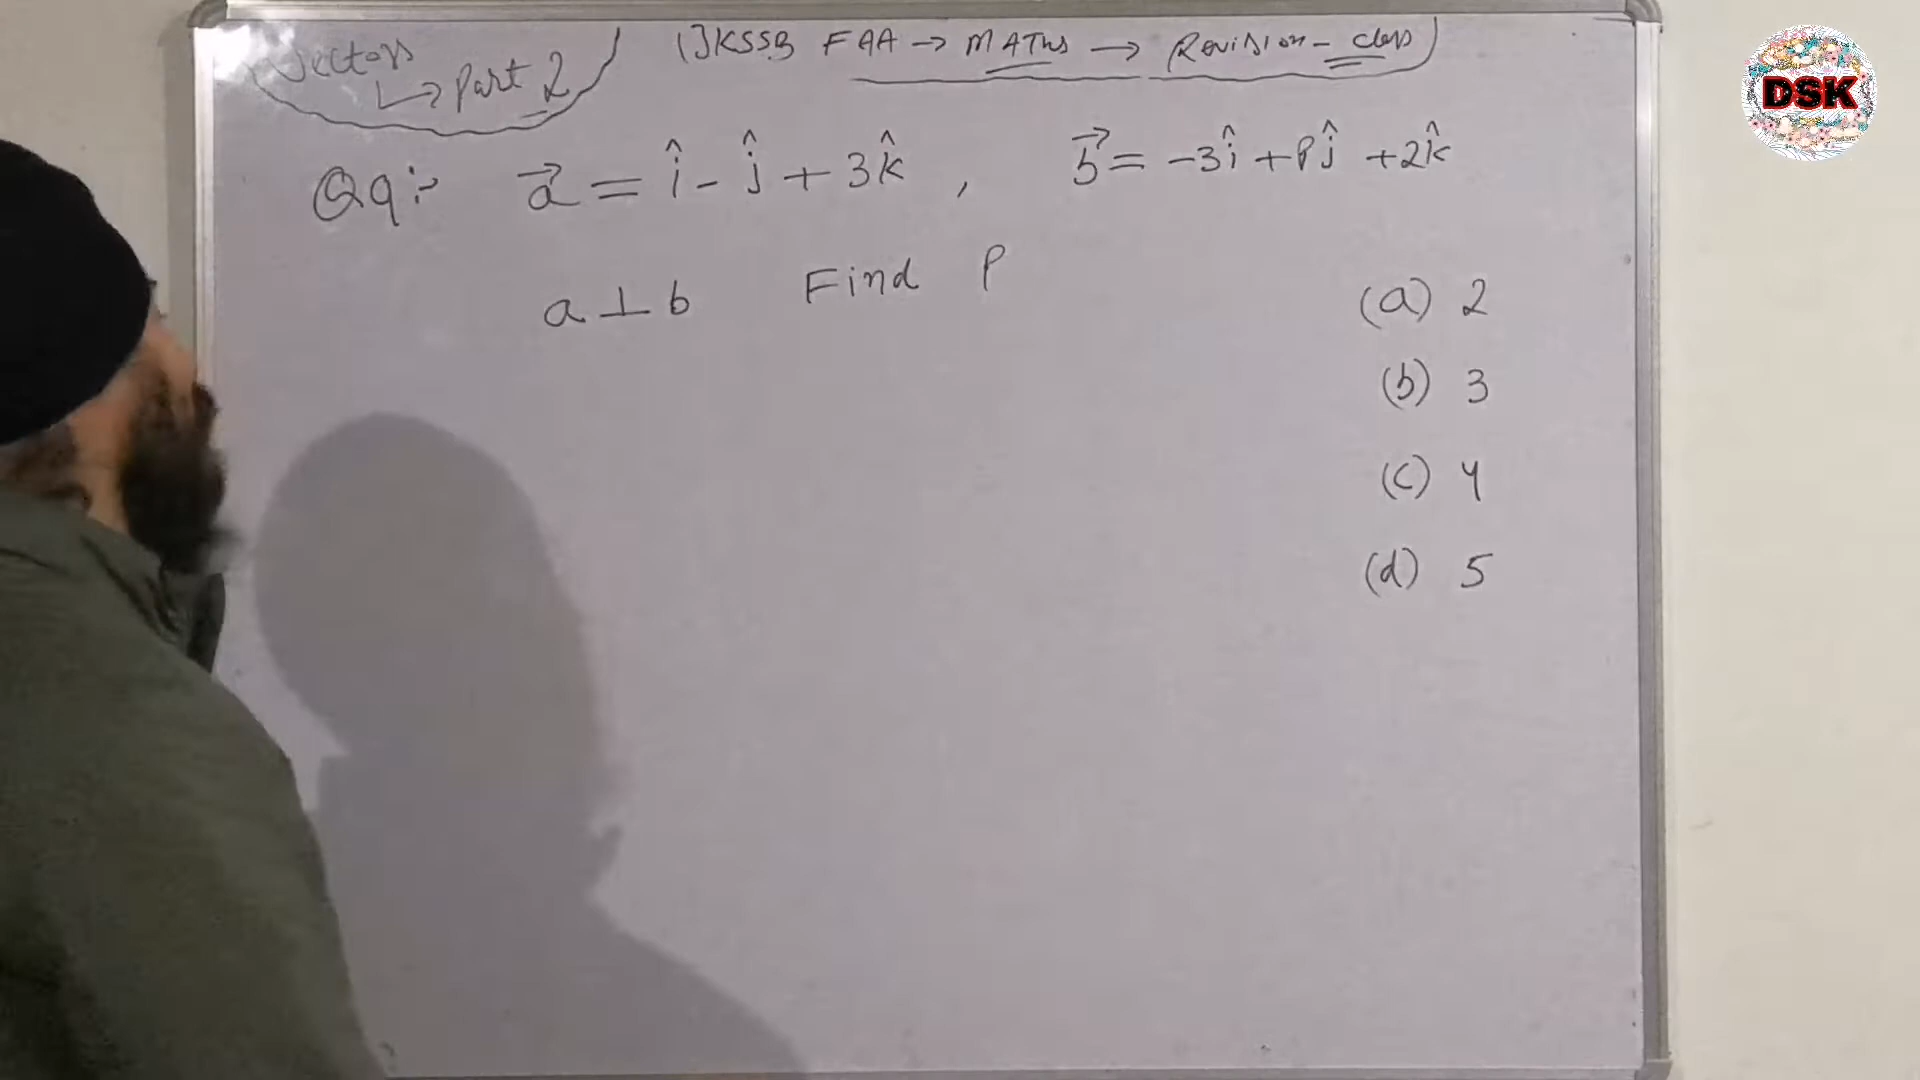 Vectors
↳ Part 2
JKSSB FAA → MATHS → Revision - class
Q9:- a⃗ = î - ĵ + 3k̂ , b⃗ = -3î + Pĵ + 2k̂
a ⊥ b Find P
(a) 2
(b) 3
(c) 4
(d) 5
DSK